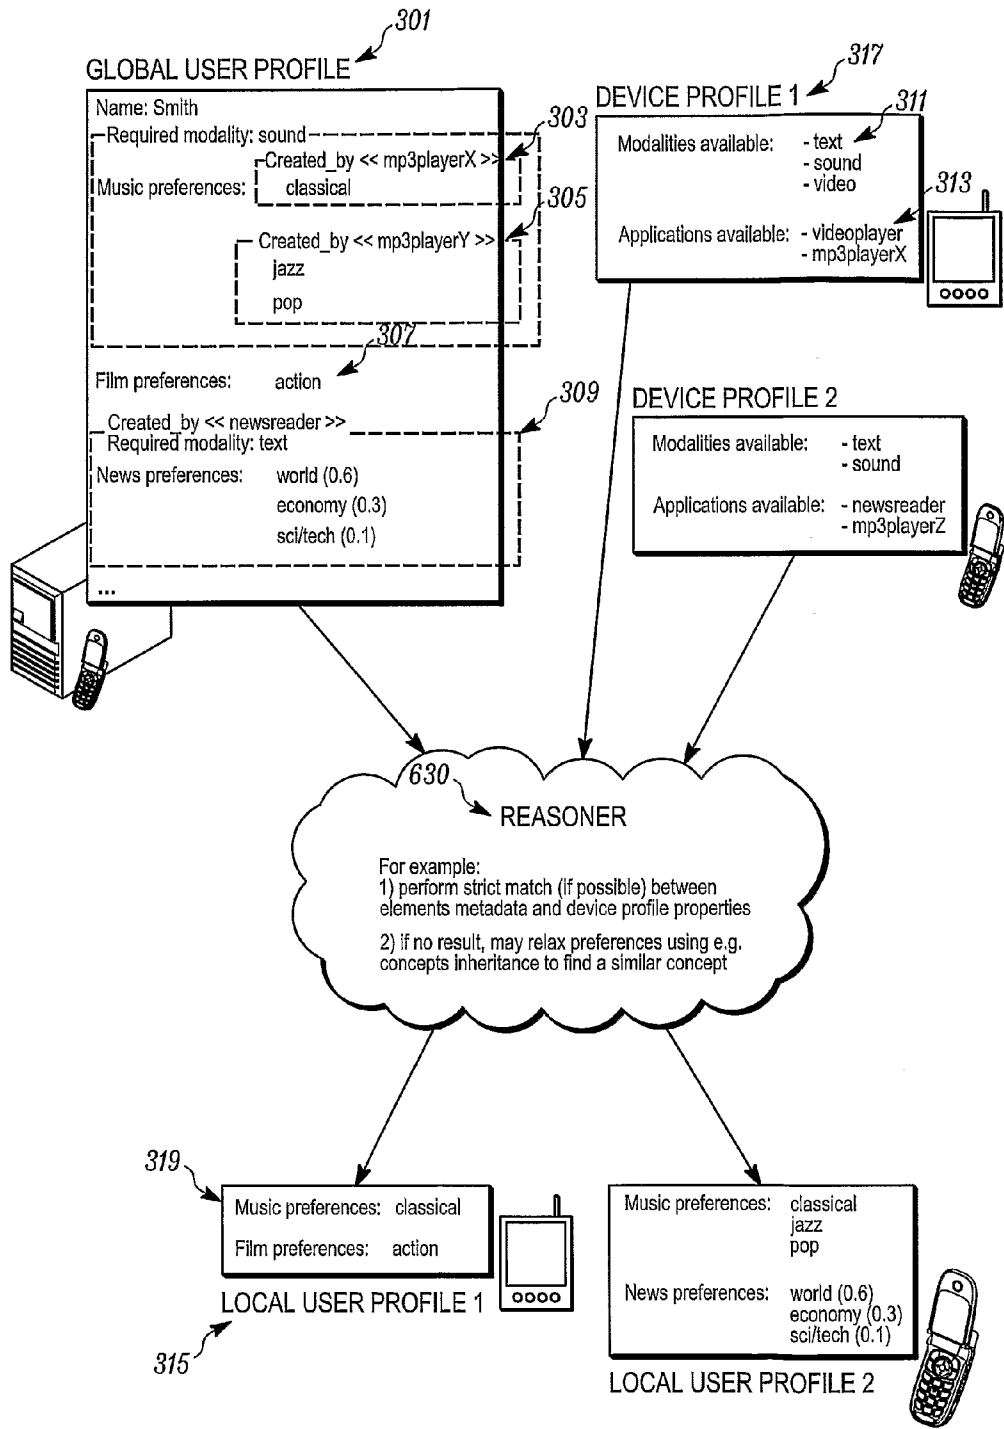 301
GLOBAL USER PROFILE
Name: Smith
Required modality: sound
303
Created_by << mp3playerX >>
Music preferences: classical
305
Created_by << mp3playerY >>
jazz
pop
307
Film preferences: action
309
Created_by << newsreader >>
Required modality: text
News preferences: world (0.6)
economy (0.3)
sci/tech (0.1)
...
317
DEVICE PROFILE 1
311
Modalities available: - text
- sound
- video
313
Applications available: - videoplayer
- mp3playerX
DEVICE PROFILE 2
Modalities available: - text
- sound
Applications available: - newsreader
- mp3playerZ
630
REASONER
For example:
1) perform strict match (if possible) between
elements metadata and device profile properties
2) if no result, may relax preferences using e.g.
concepts inheritance to find a similar concept
319
Music preferences: classical
Film preferences: action
LOCAL USER PROFILE 1
315
Music preferences: classical
jazz
pop
News preferences: world (0.6)
economy (0.3)
sci/tech (0.1)
LOCAL USER PROFILE 2